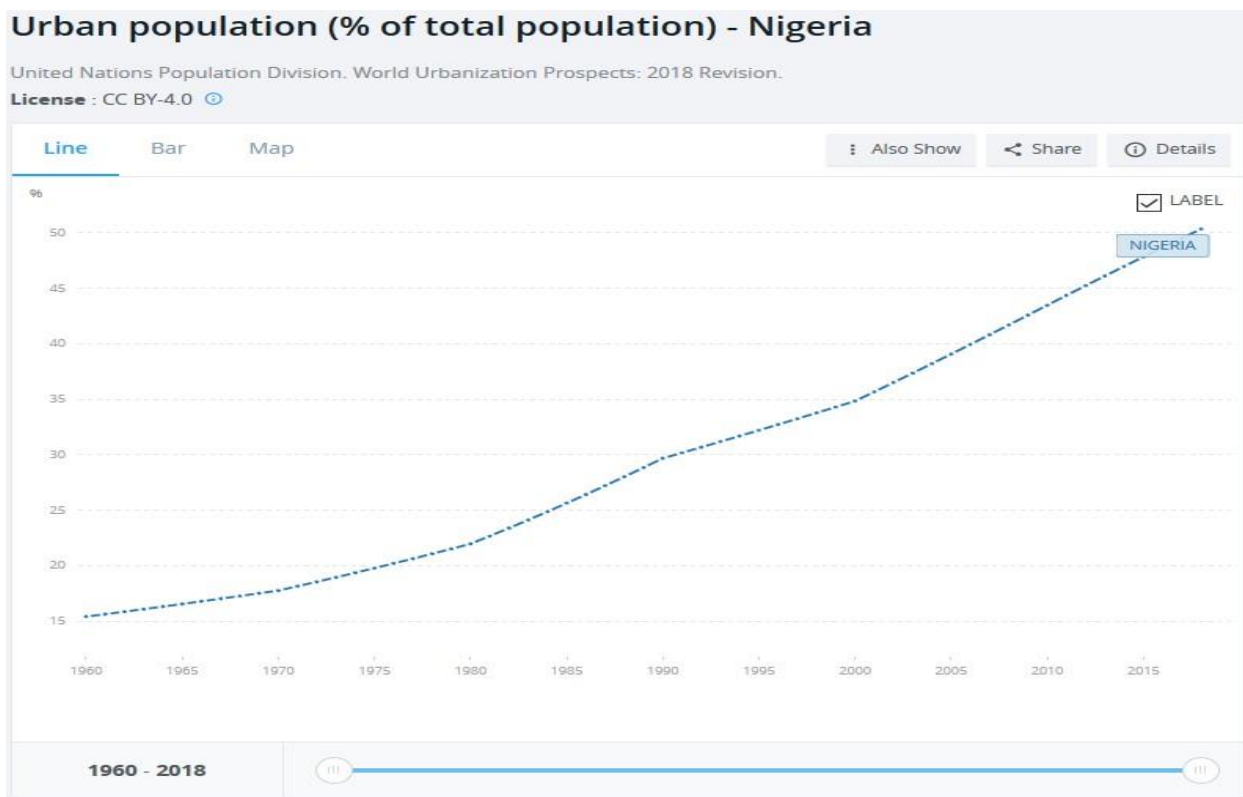 Urban population (% of total population) - Nigeria
United Nations Population Division. World Urbanization Prospects: 2018 Revision.
License : CC BY-4.0
Line Bar Map Also Show Share Details
%
LABEL
50
NIGERIA
45
40
35
30
25
20
15
1960 1965 1970 1975 1980 1985 1990 1995 2000 2005 2010 2015
1960 - 2018